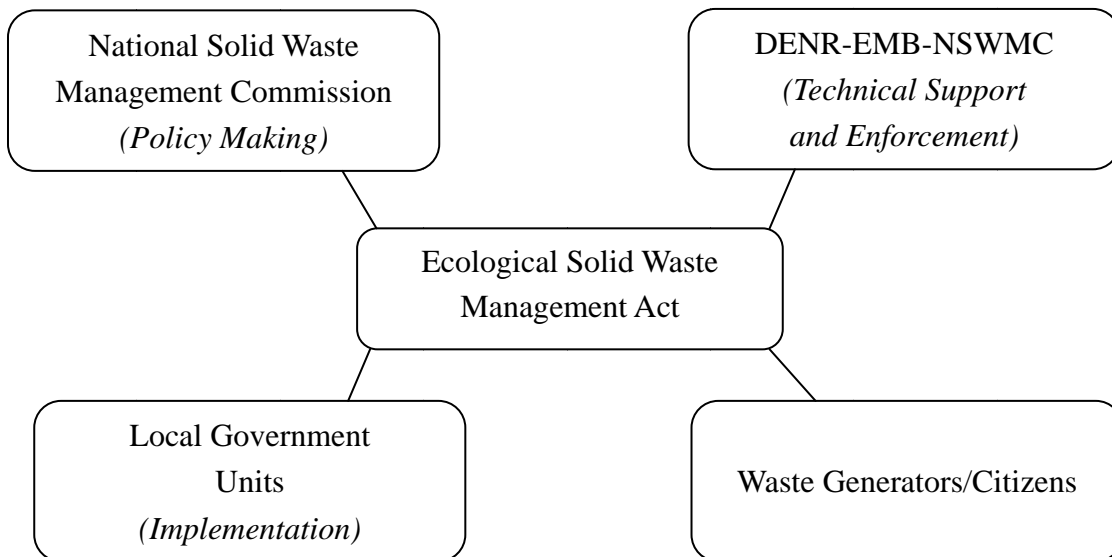 National Solid Waste
Management Commission
(Policy Making)
DENR-EMB-NSWMC
(Technical Support
and Enforcement)
Ecological Solid Waste
Management Act
Local Government
Units
(Implementation)
Waste Generators/Citizens